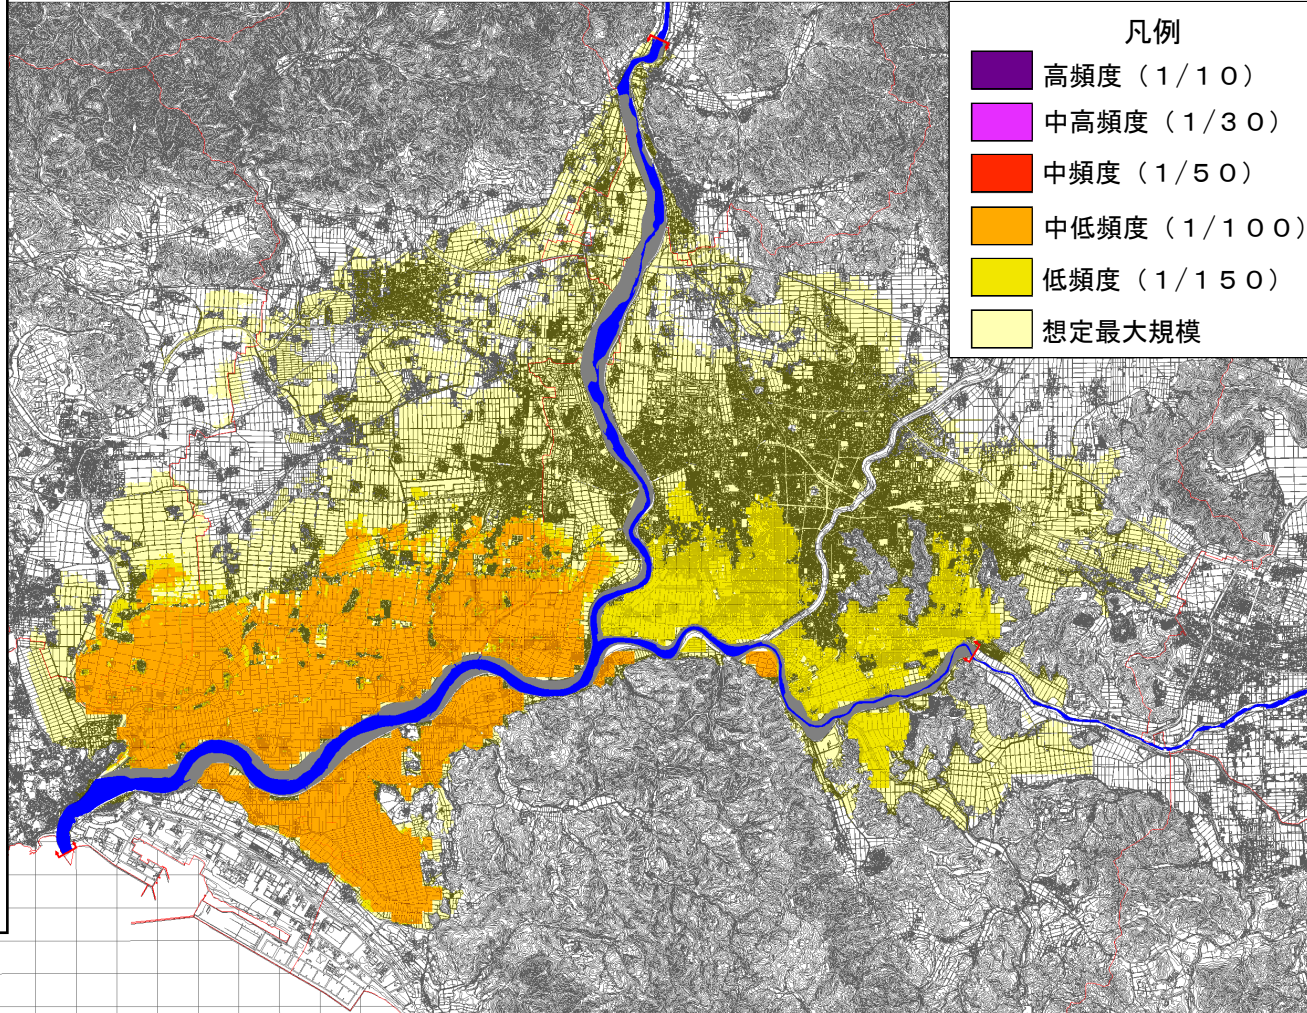 凡例
高頻度（１/１０）
中高頻度（１/３０）
中頻度（１/５０）
中低頻度（１/１００）
低頻度（１/１５０）
想定最大規模